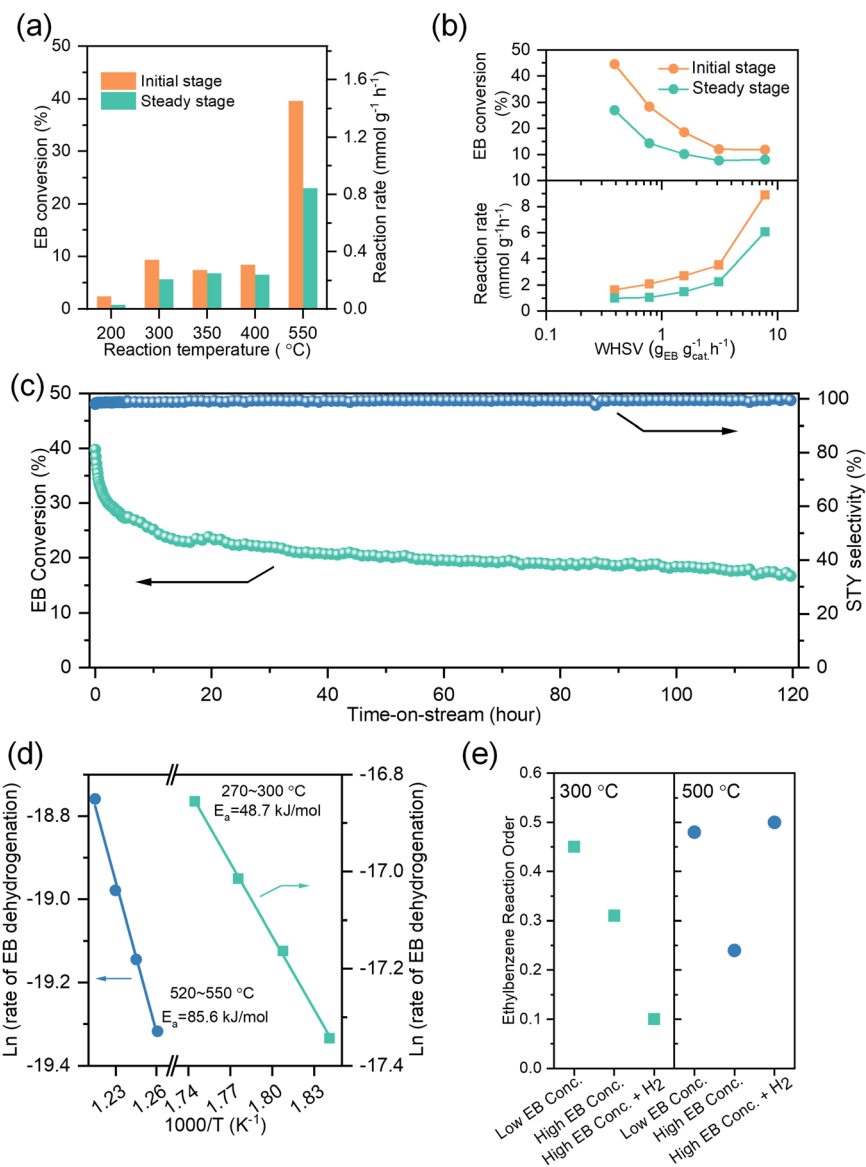 (a)
50
40
30
20
10
0
EB conversion (%)
Initial stage
Steady stage
1.6
1.2
0.8
0.4
0.0
Reaction rate (mmol g⁻¹ h⁻¹)
200 300 350 400 550
Reaction temperature ( °C)
(b)
50
40
30
20
10
10
EB conversion
(%)
Initial stage
Steady stage
8
6
4
2
0
Reaction rate
(mmol g⁻¹h⁻¹)
0.1 1 10
WHSV (g_EB g⁻¹_cat. h⁻¹)
(c)
50
40
30
20
10
0
EB Conversion (%)
100
80
60
40
20
0
STY selectivity (%)
0 20 40 60 80 100 120
Time-on-stream (hour)
(d)
-18.8
-19.0
-19.2
-19.4
Ln (rate of EB dehydrogenation)
270~300 °C
Eₐ=48.7 kJ/mol
520~550 °C
Eₐ=85.6 kJ/mol
-16.8
-17.0
-17.2
-17.4
Ln (rate of EB dehydrogenation)
1.23 1.26 1.74 1.77 1.80 1.83
1000/T (K⁻¹)
(e)
0.6
0.5
0.4
0.3
0.2
0.1
0.0
Ethylbenzene Reaction Order
300 °C
500 °C
Low EB Conc.
High EB Conc.
High EB Conc. + H2
Low EB Conc.
High EB Conc.
High EB Conc. + H2